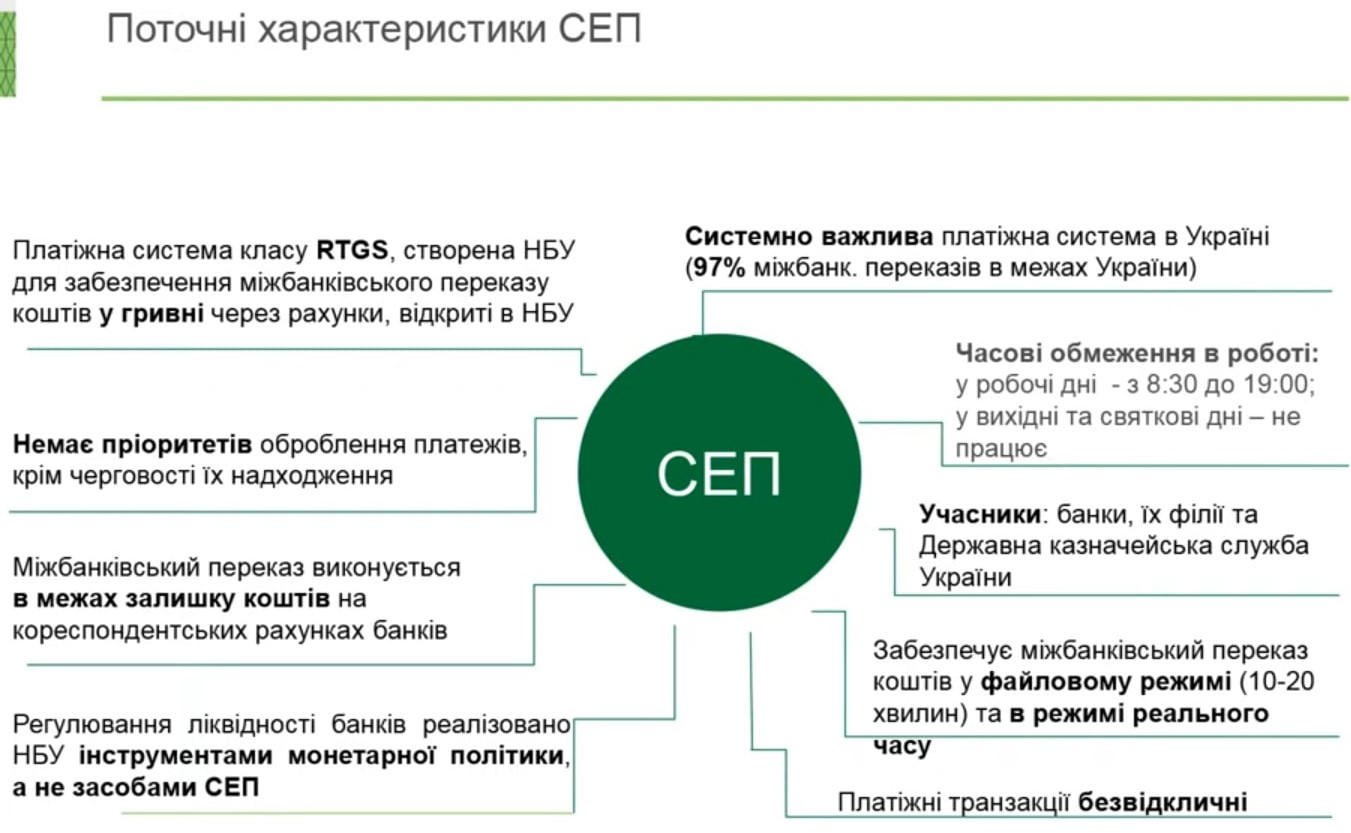 Поточні характеристики СЕП
Платіжна система класу RTGS, створена НБУ
для забезпечення міжбанківського переказу
коштів у гривні через рахунки, відкриті в НБУ
Немає пріоритетів оброблення платежів,
крім черговості їх надходження
Міжбанківський переказ виконується
в межах залишку коштів на
кореспондентських рахунках банків
Регулювання ліквідності банків реалізовано
НБУ інструментами монетарної політики,
а не засобами СЕП
СЕП
Системно важлива платіжна система в Україні
(97% міжбанк. переказів в межах України)
Часові обмеження в роботі:
у робочі дні - з 8:30 до 19:00;
у вихідні та святкові дні – не
працює
Учасники: банки, їх філії та
Державна казначейська служба
України
Забезпечує міжбанківський переказ
коштів у файловому режимі (10-20
хвилин) та в режимі реального
часу
Платіжні транзакції безвідкличні